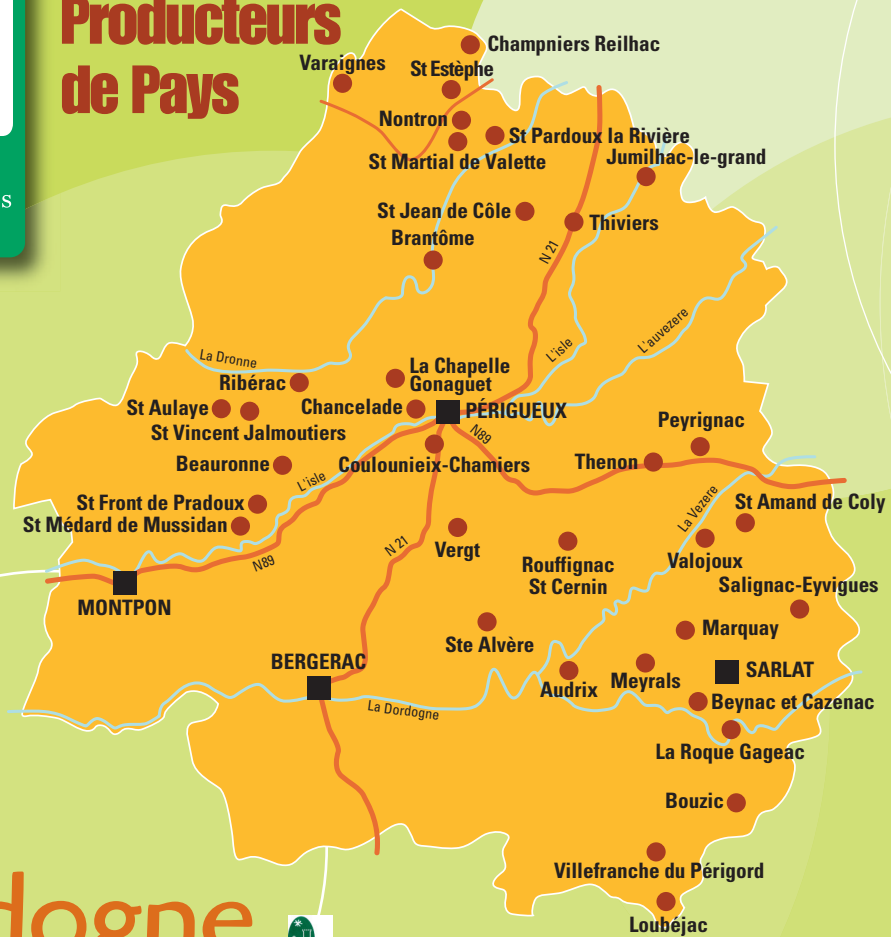 Producteurs
de Pays
s
Champniers Reilhac
Varaignes
St Estèphe
Nontron
St Pardoux la Rivière
St Martial de Valette
Jumilhac-le-grand
St Jean de Côle
Thiviers
Brantôme
N 21
L'isle
L'auvezere
La Dronne
La Chapelle
Gonaguet
Ribérac
St Aulaye
Chancelade
PÉRIGUEUX
St Vincent Jalmoutiers
N89
Peyrignac
Beauronne
Coulounieix-Chamiers
Thenon
L'isle
St Front de Pradoux
La Vezere
St Amand de Coly
St Médard de Mussidan
N89
N 21
Vergt
Rouffignac
St Cernin
Valojoux
Salignac-Eyvigues
MONTPON
Marquay
Ste Alvère
BERGERAC
SARLAT
Audrix
Meyrals
Beynac et Cazenac
La Dordogne
La Roque Gageac
Bouzic
Villefranche du Périgord
Loubéjac
dogne